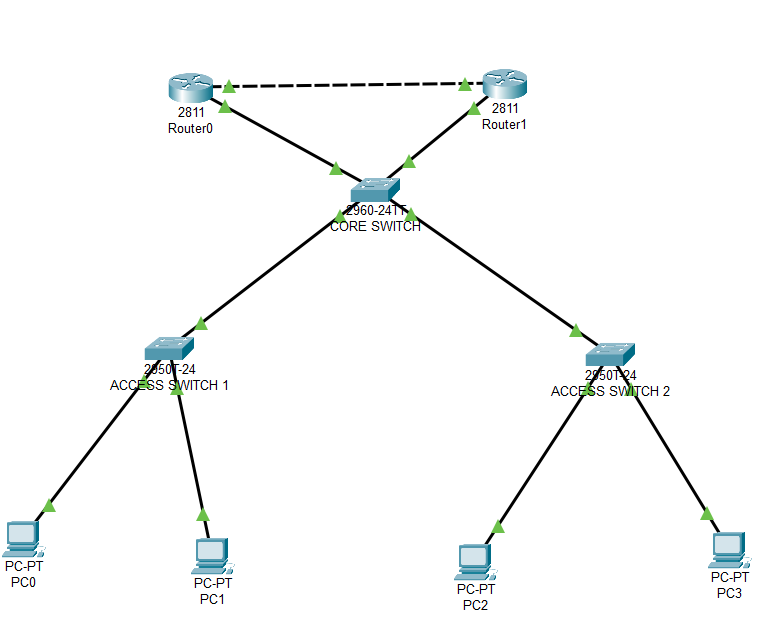 2811
Router0
2811
Router1
2960-24TT
CORE SWITCH
2950T-24
ACCESS SWITCH 1
2950T-24
ACCESS SWITCH 2
PC-PT
PC0
PC-PT
PC1
PC-PT
PC2
PC-PT
PC3